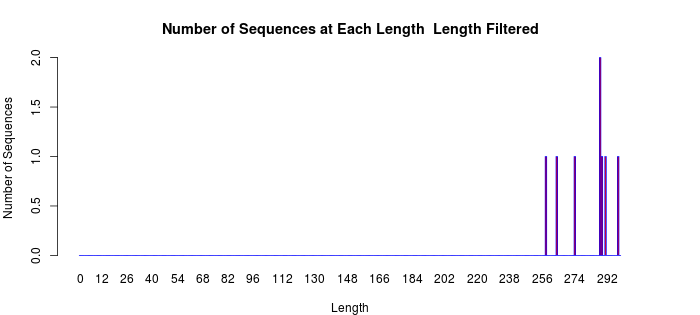 Number of Sequences at Each Length  Length Filtered
Number of Sequences
2.0
1.5
1.0
0.5
0.0
0 12 26 40 54 68 82 96 112 130 148 166 184 202 220 238 256 274 292
Length